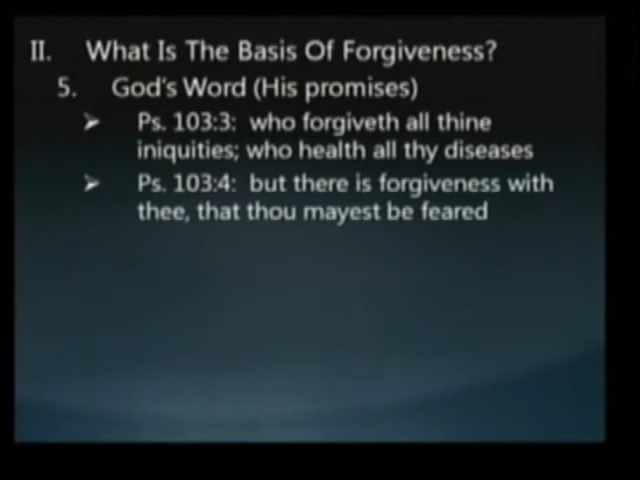 II. What Is The Basis Of Forgiveness?
5. God's Word (His promises)
➤ Ps. 103:3: who forgiveth all thine
iniquities; who health all thy diseases
➤ Ps. 103:4: but there is forgiveness with
thee, that thou mayest be feared